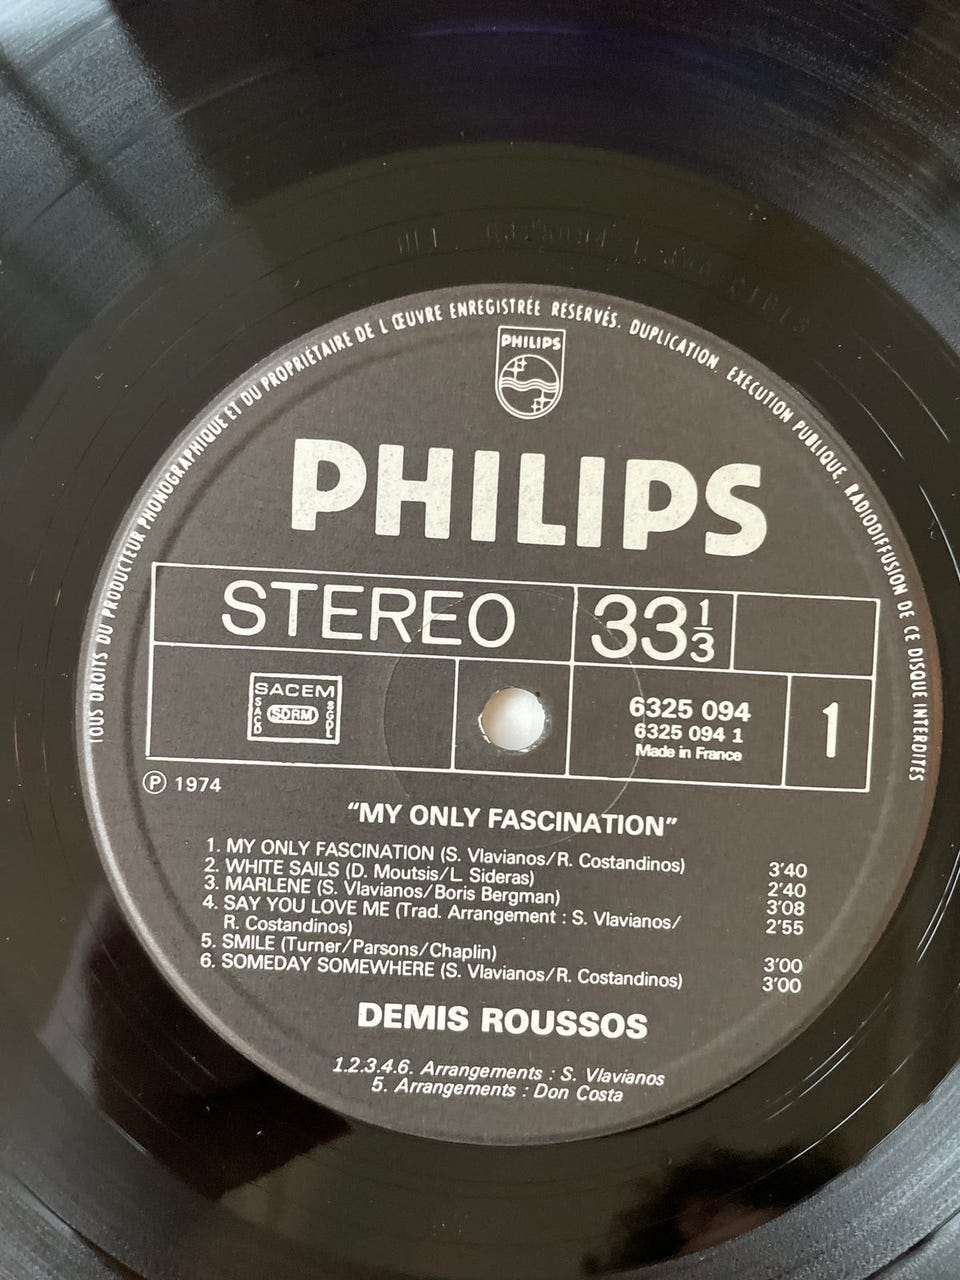 TOUS DROITS DU PRODUCTEUR PHONOGRAPHIQUE ET DU PROPRIÉTAIRE DE L'ŒUVRE ENREGISTRÉE RÉSERVÉS. DUPLICATION, EXECUTION PUBLIQUE, RADIODIFFUSION DE CE DISQUE INTERDITES
PHILIPS
PHILIPS
STEREO 33 1/3
SACEM
SACD SDRM SGDL
6325 094
6325 094 1
Made in France
1
℗ 1974
"MY ONLY FASCINATION"
1. MY ONLY FASCINATION (S. Vlavianos/R. Costandinos) 3'40
2. WHITE SAILS (D. Moutsis/L. Sideras) 2'40
3. MARLENE (S. Vlavianos/Boris Bergman) 3'08
4. SAY YOU LOVE ME (Trad. Arrangement : S. Vlavianos/ 2'55
R. Costandinos)
5. SMILE (Turner/Parsons/Chaplin) 3'00
6. SOMEDAY SOMEWHERE (S. Vlavianos/R. Costandinos) 3'00
DEMIS ROUSSOS
1.2.3.4.6. Arrangements : S. Vlavianos
5. Arrangements : Don Costa